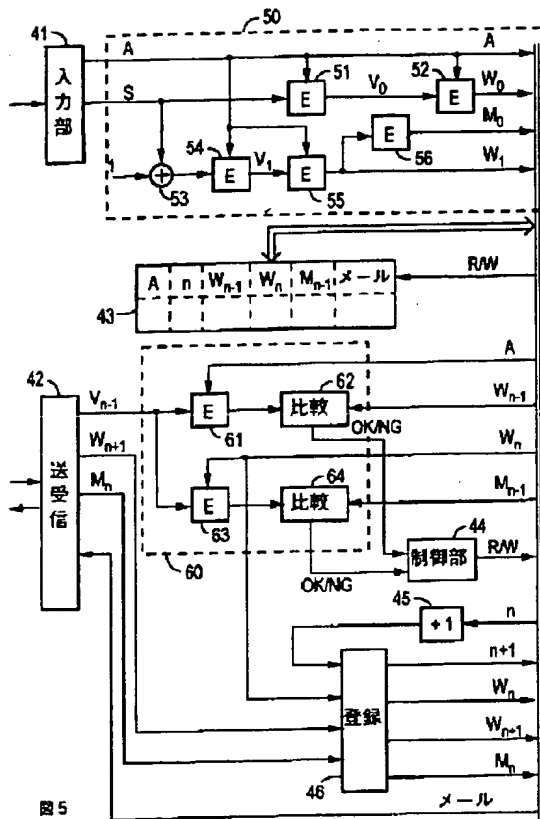 50
41
A
A
入力部
S
51
E
V0
52
E
W0
54
E
V1
E
55
E
56
M0
W1
1
+
53
R/W
A n Wn-1 Wn Mn-1 メール
43
42
送受信
Vn-1
Wn+1
Mn
A
62
比較
Wn-1
E
61
OK/NG
Wn
64
比較
Mn-1
E
63
44
制御部
R/W
OK/NG
60
45
+1
n
n+1
登録
Wn
Wn+1
Mn
46
メール
図5